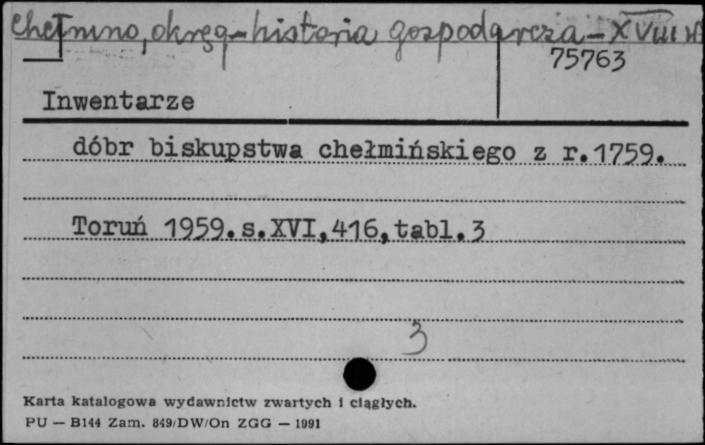 Chełmno, okręg - historia gospodarcza - XVIII w
75763
Inwentarze
dóbr biskupstwa chełmińskiego z r.1759.
Toruń 1959.s.XVI,416,tabl.3
3
Karta katalogowa wydawnictw zwartych i ciągłych.
PU — B144 Zam. 849/DW/On ZGG — 1991